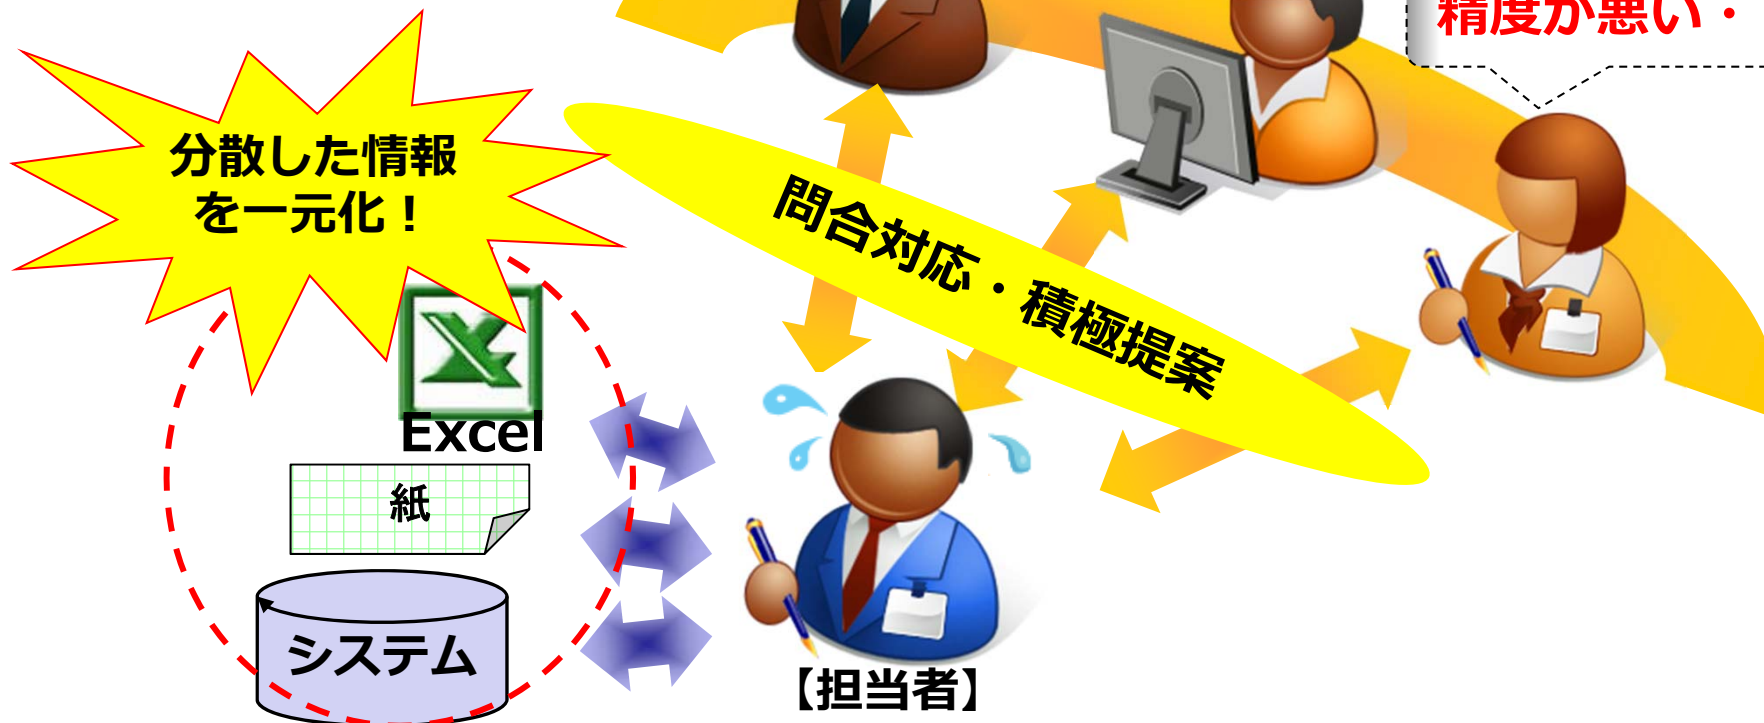 精度が悪い・
分散した情報
を一元化！
問合対応・積極提案
Excel
紙
システム
【担当者】